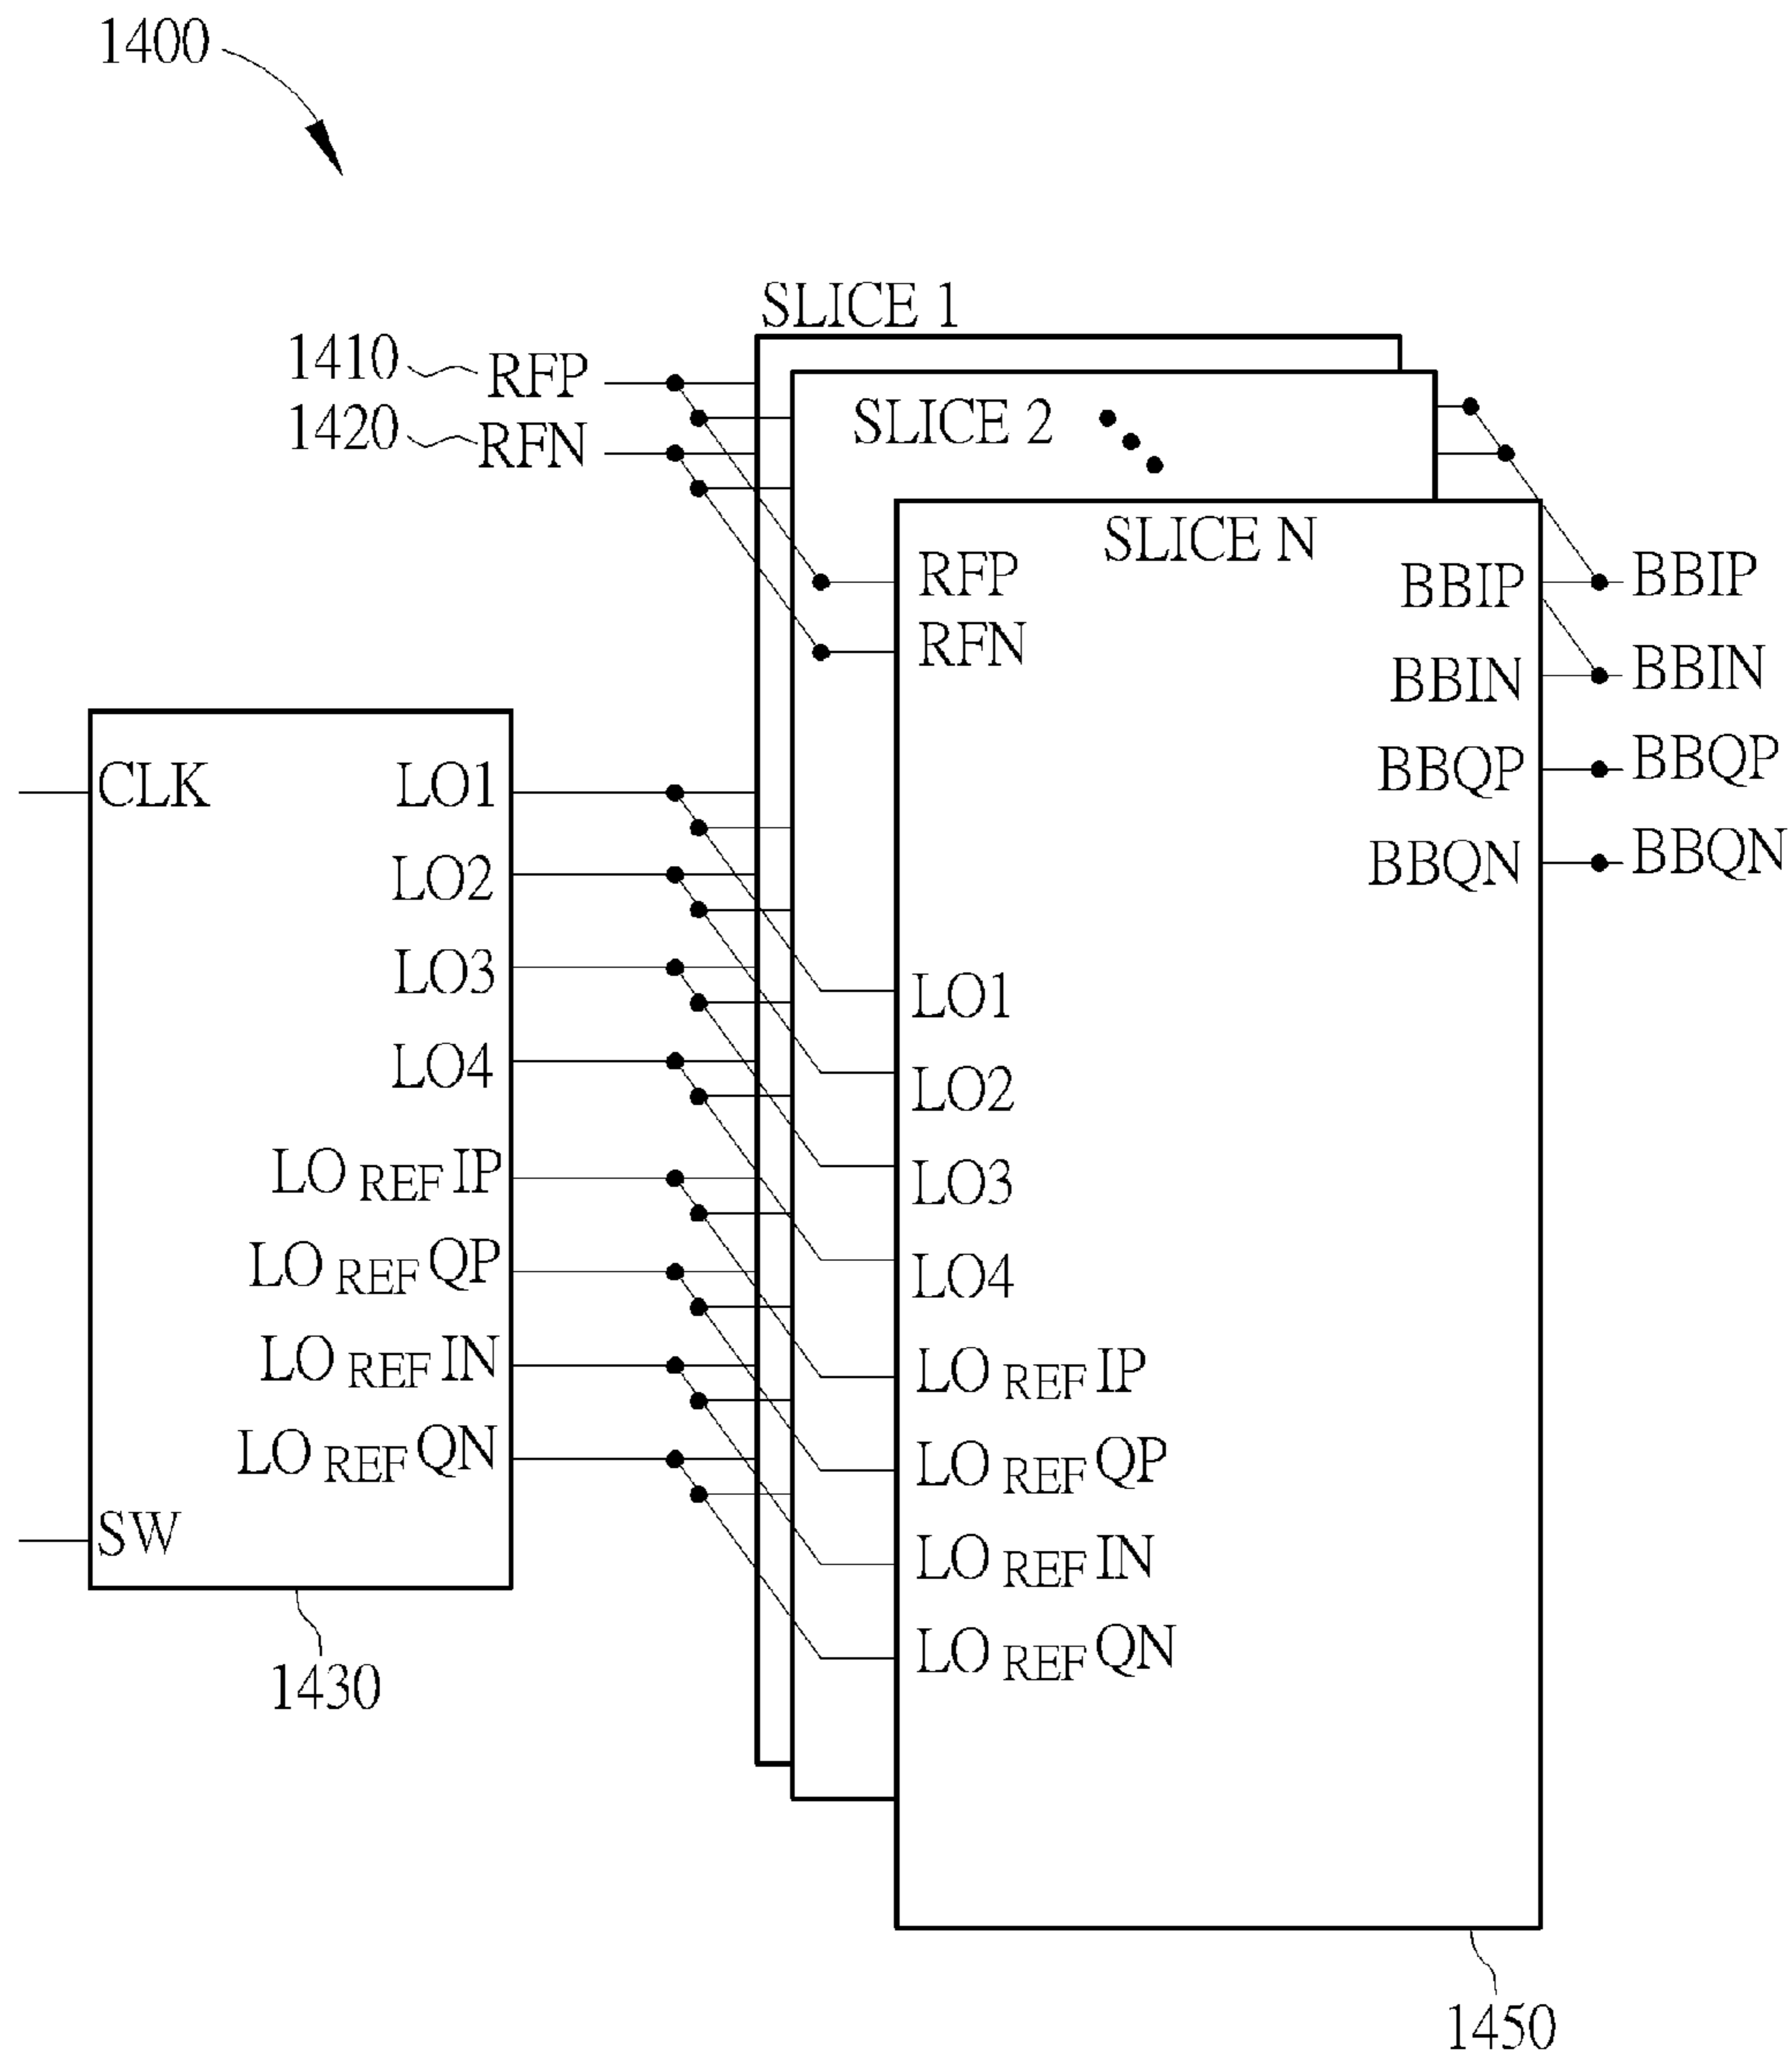 1400
SLICE 1
1410 RFP
1420 RFN
SLICE 2
SLICE N
RFP
RFN
BBIP BBIP
BBIN BBIN
BBQP BBQP
BBQN BBQN
CLK LO1
LO2
LO3
LO4
LO REF IP
LO REF QP
LO REF IN
LO REF QN
SW
1430
LO1
LO2
LO3
LO4
LO REF IP
LO REF QP
LO REF IN
LO REF QN
1450